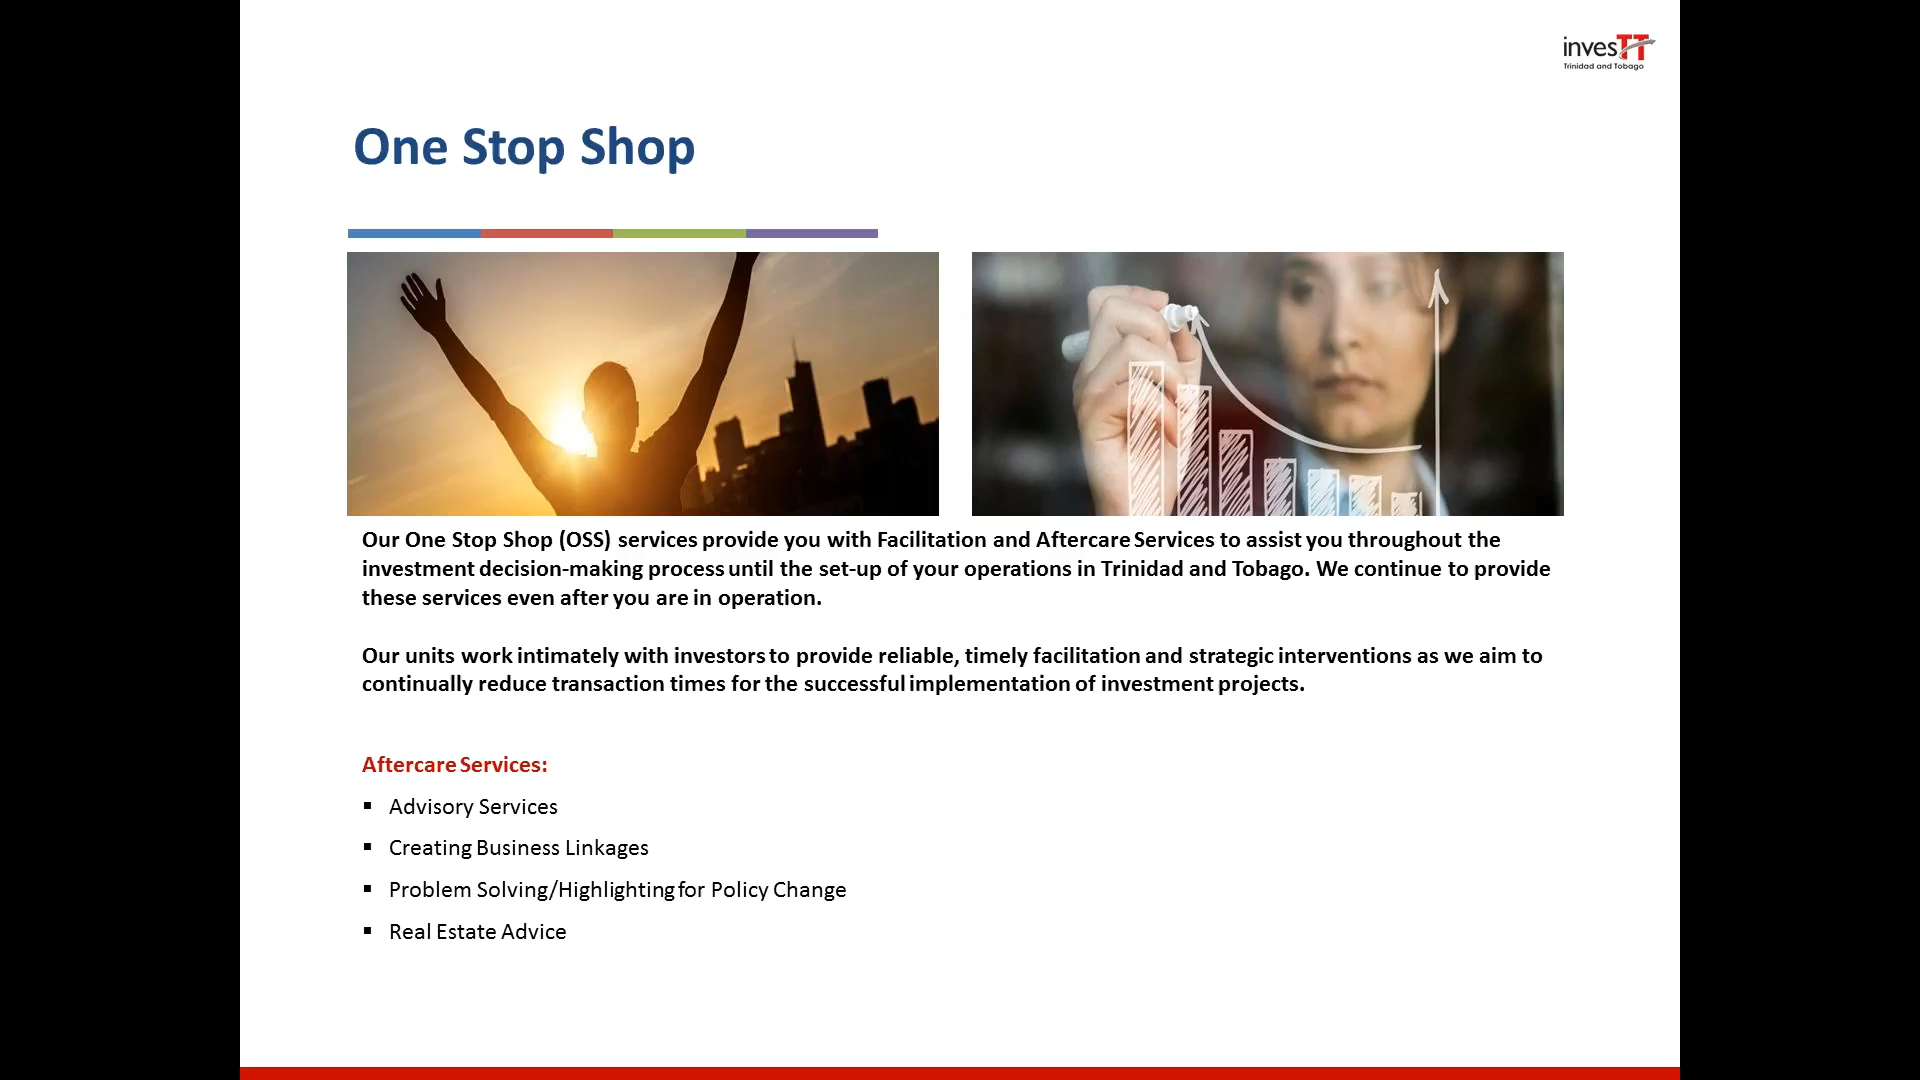 invesTT
Trinidad and Tobago
One Stop Shop
Our One Stop Shop (OSS) services provide you with Facilitation and Aftercare Services to assist you throughout the
investment decision-making process until the set-up of your operations in Trinidad and Tobago. We continue to provide
these services even after you are in operation.
Our units work intimately with investors to provide reliable, timely facilitation and strategic interventions as we aim to
continually reduce transaction times for the successful implementation of investment projects.
Aftercare Services:
▪ Advisory Services
▪ Creating Business Linkages
▪ Problem Solving/Highlighting for Policy Change
▪ Real Estate Advice